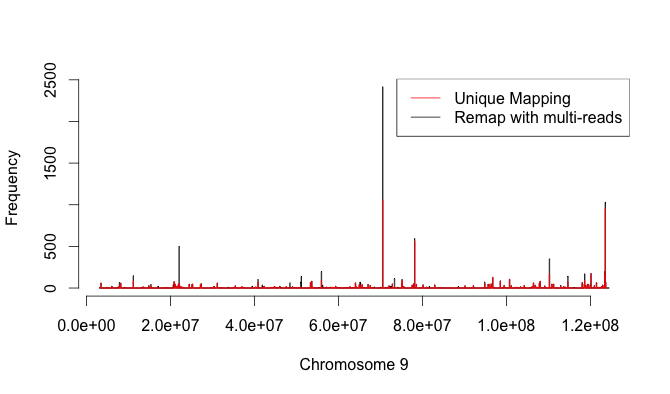 2500
Unique Mapping
Remap with multi-reads
1500
Frequency
500
0
0.0e+00 2.0e+07 4.0e+07 6.0e+07 8.0e+07 1.0e+08 1.2e+08
Chromosome 9